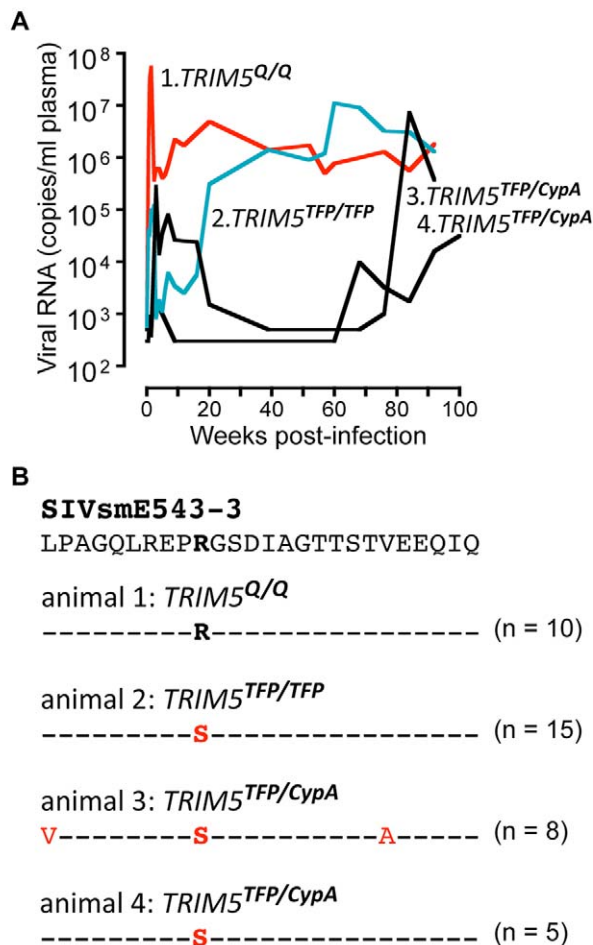 A
Viral RNA (copies/ml plasma)
10^8
10^7
10^6
10^5
10^4
10^3
10^2
1.TRIM5^Q/Q
2.TRIM5^TFP/TFP
3.TRIM5^TFP/CypA
4.TRIM5^TFP/CypA
0 20 40 60 80 100
Weeks post-infection
B
SIVsmE543-3
LPAGQLREPRGSDIAGTTSTVEEQIQ
animal 1: TRIM5^Q/Q
---------R---------------- (n = 10)
animal 2: TRIM5^TFP/TFP
---------S---------------- (n = 15)
animal 3: TRIM5^TFP/CypA
V--------S----------A----- (n = 8)
animal 4: TRIM5^TFP/CypA
---------S---------------- (n = 5)